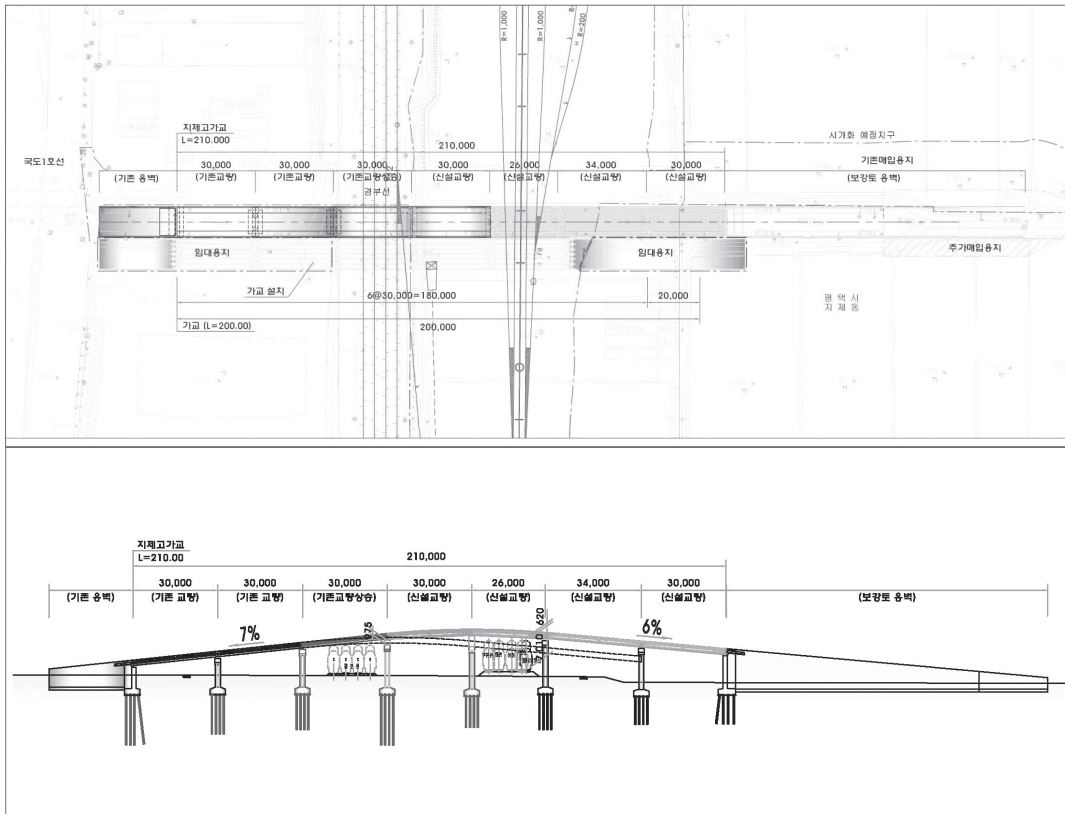 R=1,000
R=1,000
R=200
지제고가교
L=210.000
210,000
시가화 예정지구
국도1호선
30,000
30,000
30,000
30,000
26,000
34,000
30,000
기존매입용지
(기존 옹벽)
(기존교량)
(기존교량)
(기존교량상승)
(신설교량)
(신설교량)
(신설교량)
(신설교량)
(보강토 옹벽)
경부선
임대용지
임대용지
추가매입용지
가교 설치
6@30,000=180,000
20,000
평 택 시
지 제 동
가교 (L=200.00)
200,000
지제고가교
L=210.00
210,000
30,000
30,000
30,000
30,000
26,000
34,000
30,000
(기존 옹벽)
(기존 교량)
(기존 교량)
(기존교량상승)
(신설교량)
(신설교량)
(신설교량)
(신설교량)
(보강토 옹벽)
7%
975
620
6%